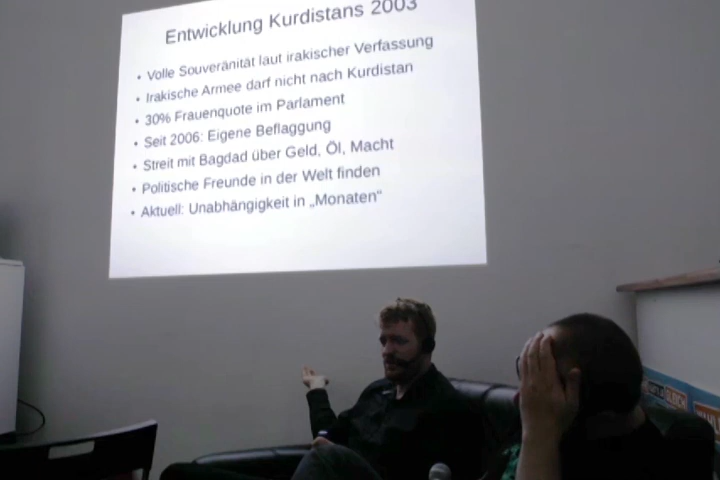 Entwicklung Kurdistans 2003
• Volle Souveränität laut irakischer Verfassung
• Irakische Armee darf nicht nach Kurdistan
• 30% Frauenquote im Parlament
• Seit 2006: Eigene Beflaggung
• Streit mit Bagdad über Geld, Öl, Macht
• Politische Freunde in der Welt finden
• Aktuell: Unabhängigkeit in „Monaten“